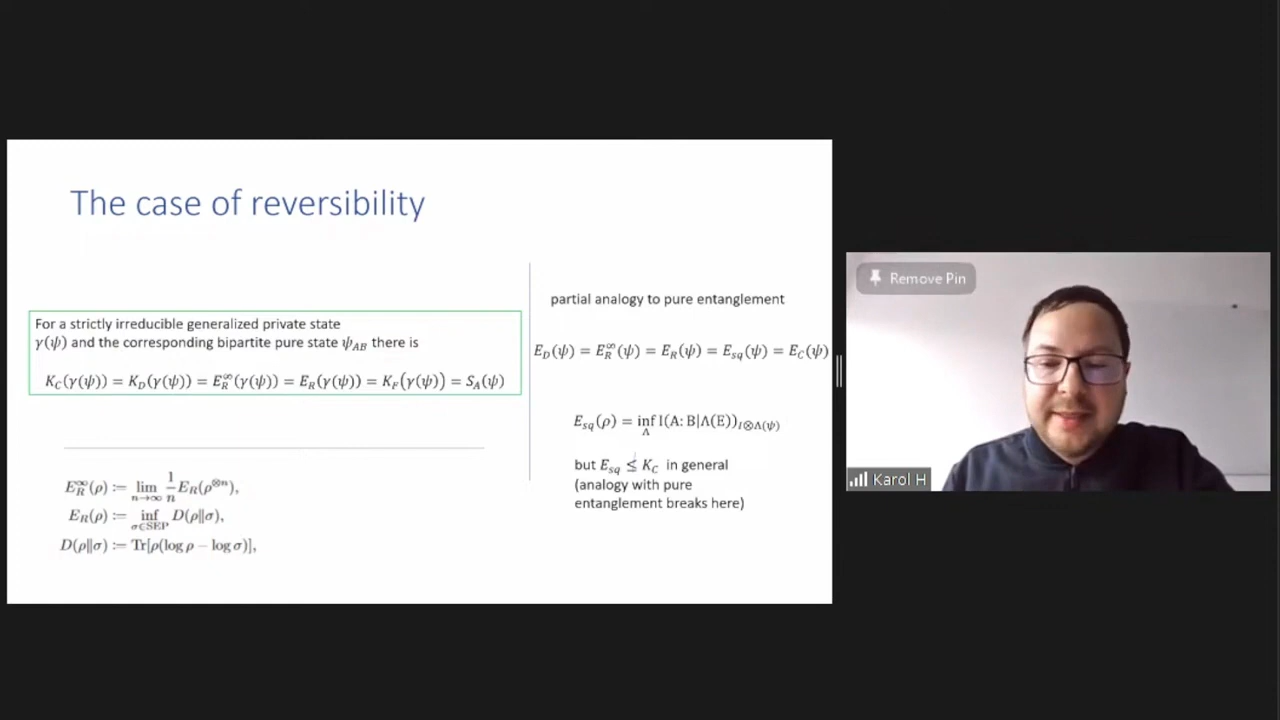 The case of reversibility
For a strictly irreducible generalized private state
γ(ψ) and the corresponding bipartite pure state ψ_AB there is
K_C(γ(ψ)) = K_D(γ(ψ)) = E_R^∞(γ(ψ)) = E_R(γ(ψ)) = K_F(γ(ψ)) = S_A(ψ)
E_R^∞(ρ) := lim_{n→∞} 1/n E_R(ρ^{⊗n}),
E_R(ρ) := inf_{σ∈SEP} D(ρ||σ),
D(ρ||σ) := Tr[ρ(log ρ − log σ)],
partial analogy to pure entanglement
E_D(ψ) = E_R^∞(ψ) = E_R(ψ) = E_sq(ψ) = E_C(ψ)
E_sq(ρ) = inf_Λ I(A: B|Λ(E))_{I⊗Λ(ψ)}
but E_sq ≤ K_C in general
(analogy with pure
entanglement breaks here)
Remove Pin
Karol H